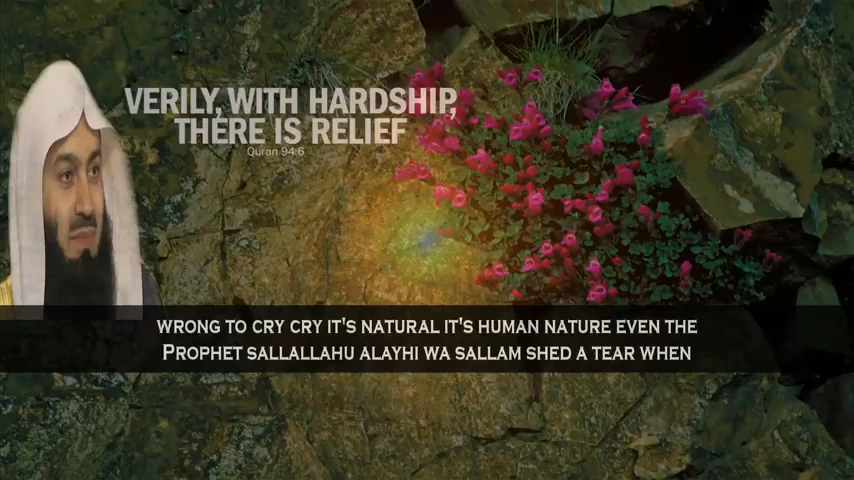 VERILY, WITH HARDSHIP,
THERE IS RELIEF
Quran 94:6
WRONG TO CRY CRY IT'S NATURAL IT'S HUMAN NATURE EVEN THE
PROPHET SALLALLAHU ALAYHI WA SALLAM SHED A TEAR WHEN